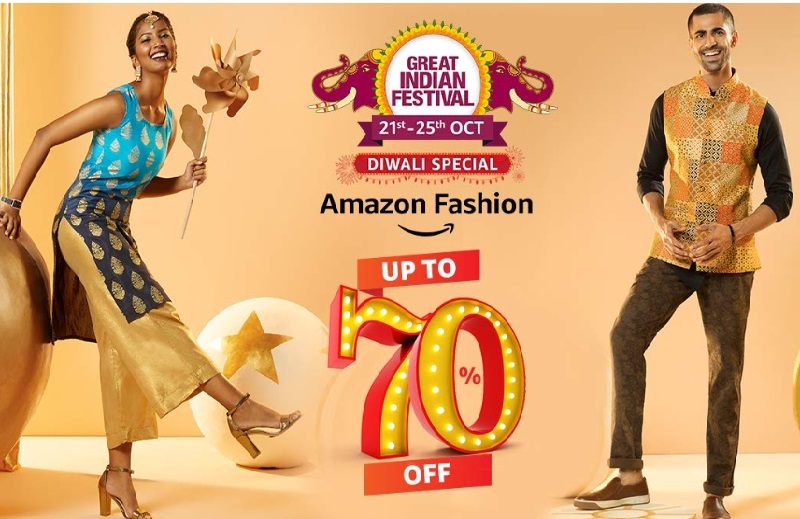 GREAT
INDIAN
FESTIVAL
21st-25th OCT
DIWALI SPECIAL
Amazon Fashion
UP TO
70%
OFF